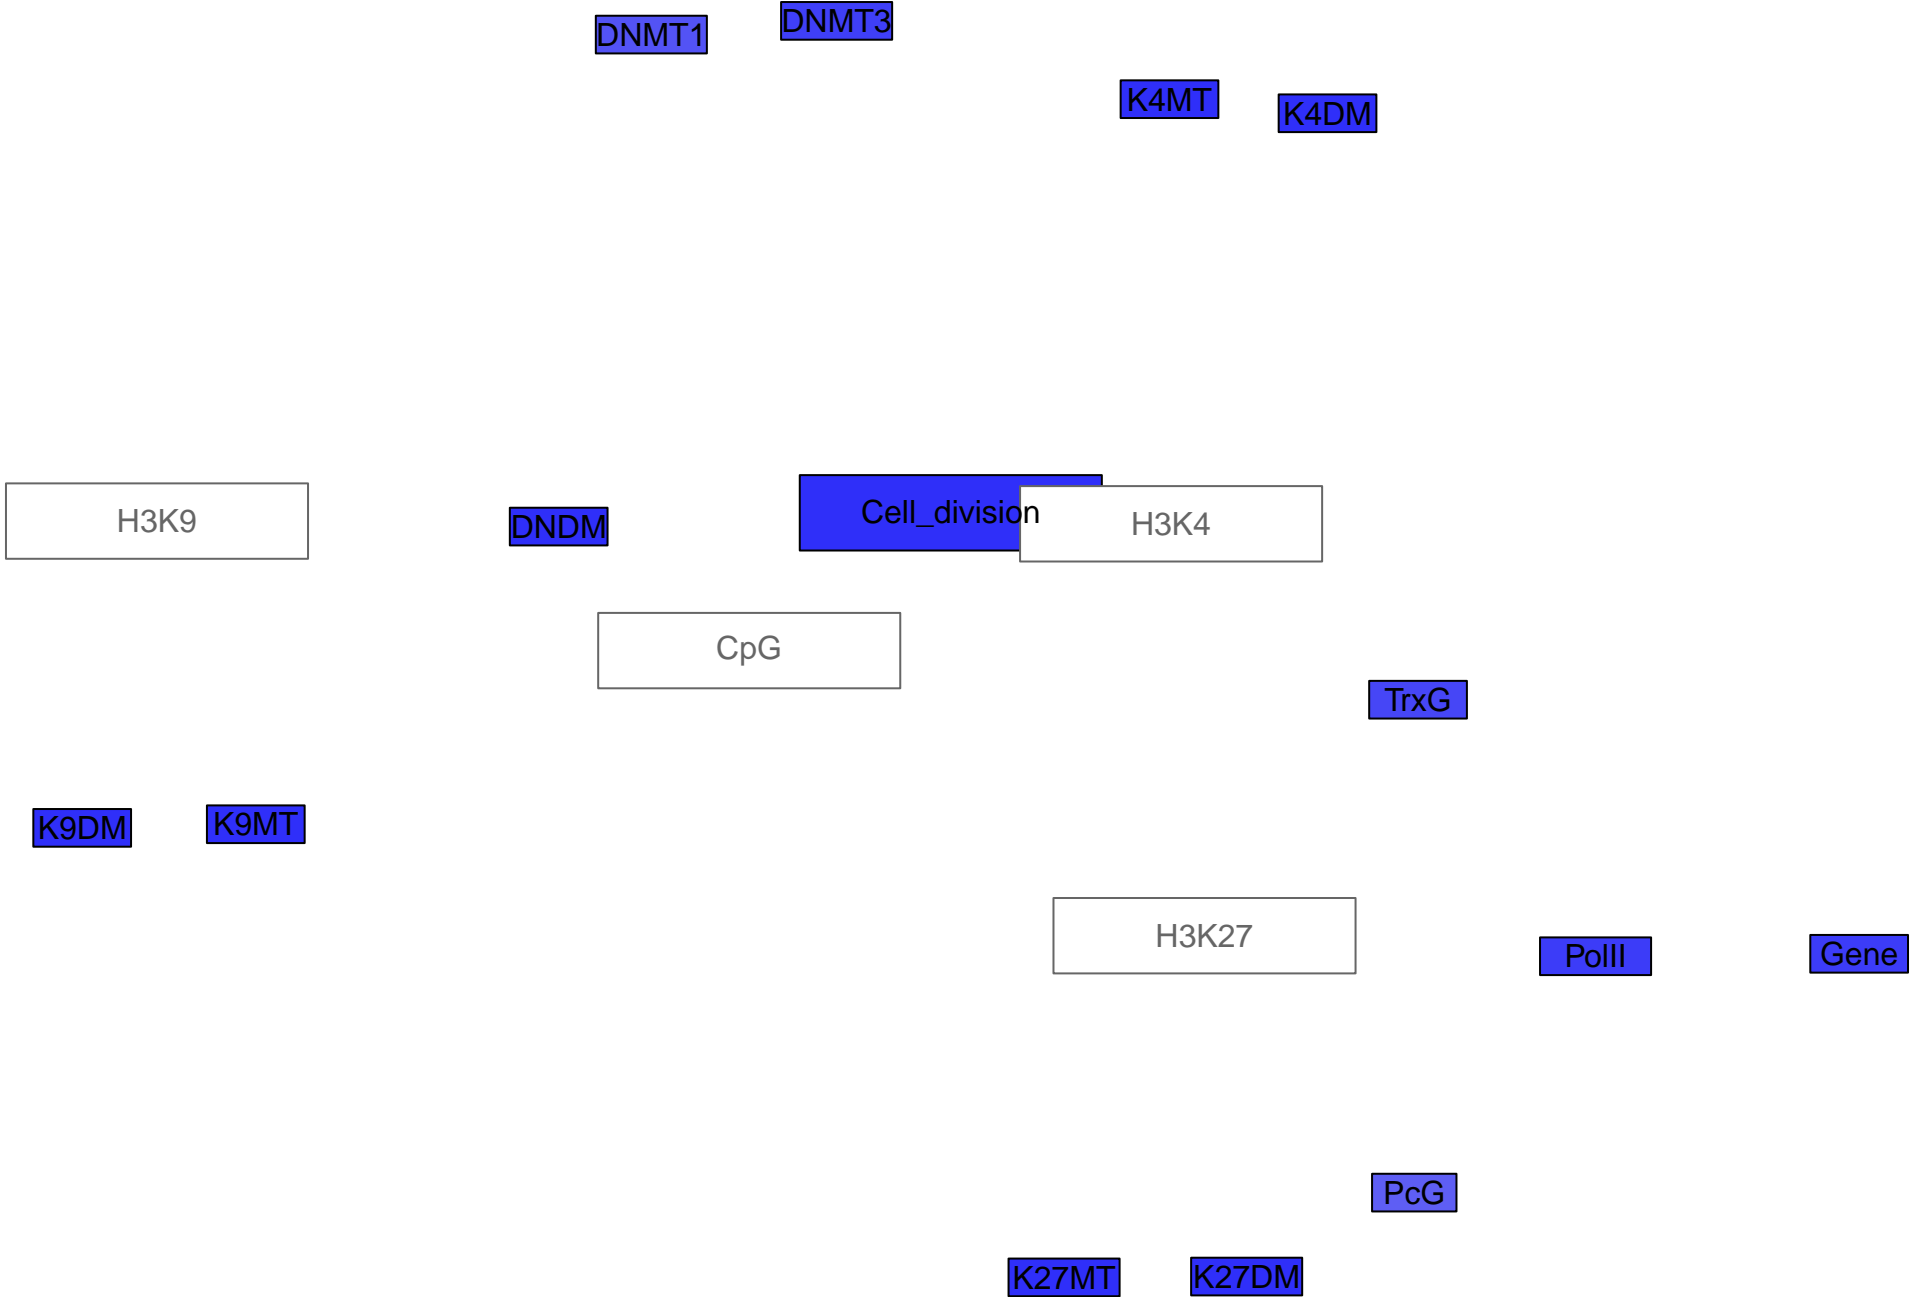 DNMT1
DNMT3
K4MT
K4DM
H3K9
DNDM
Cell_division
H3K4
CpG
TrxG
K9DM
K9MT
H3K27
PolII
Gene
PcG
K27MT
K27DM